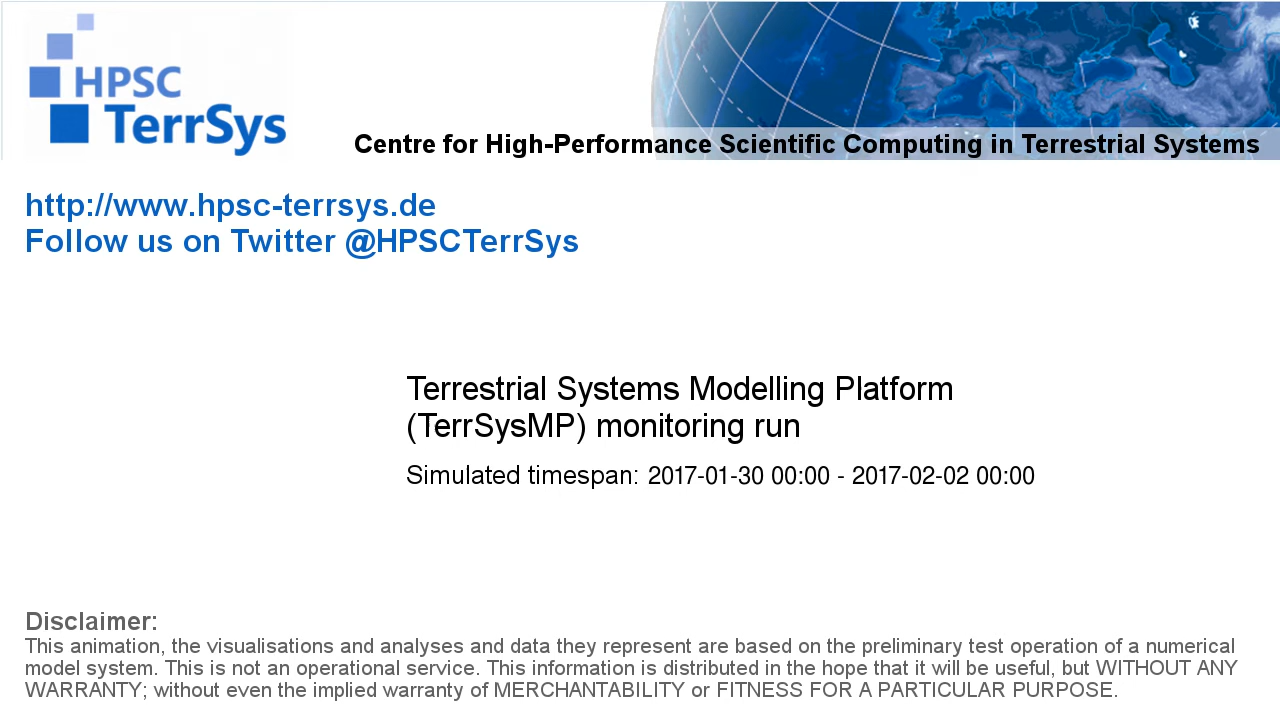 HPSC
TerrSys
Centre for High-Performance Scientific Computing in Terrestrial Systems
http://www.hpsc-terrsys.de
Follow us on Twitter @HPSCTerrSys
Terrestrial Systems Modelling Platform
(TerrSysMP) monitoring run
Simulated timespan: 2017-01-30 00:00 - 2017-02-02 00:00
Disclaimer:
This animation, the visualisations and analyses and data they represent are based on the preliminary test operation of a numerical
model system. This is not an operational service. This information is distributed in the hope that it will be useful, but WITHOUT ANY
WARRANTY; without even the implied warranty of MERCHANTABILITY or FITNESS FOR A PARTICULAR PURPOSE.